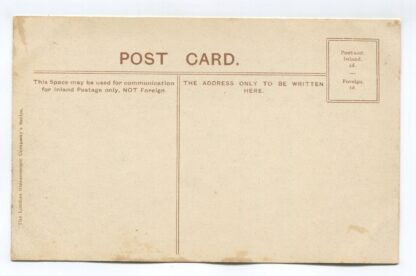 POST CARD.
Postage:
Inland.
½d.
—
Foreign.
1d.
This Space may be used for communication
for Inland Postage only, NOT Foreign.
THE ADDRESS ONLY TO BE WRITTEN
HERE.
The London Stereoscopic Company's Series.